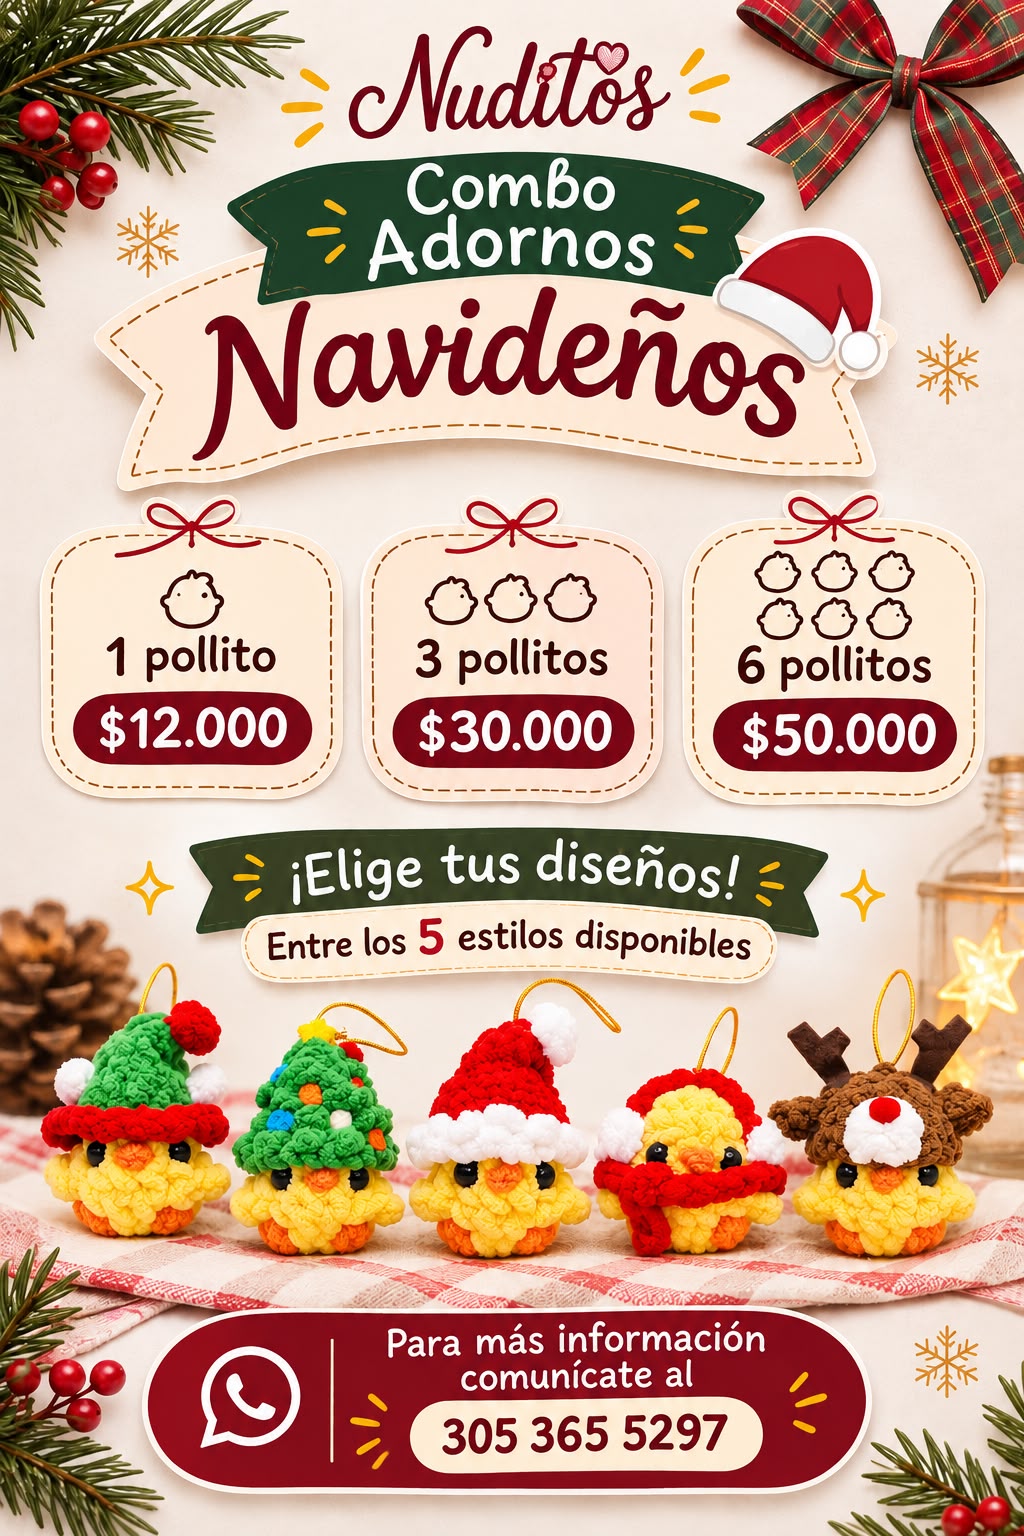 Nuditos
Combo
Adornos
Navideños
1 pollito
$12.000
3 pollitos
$30.000
6 pollitos
$50.000
¡Elige tus diseños!
Entre los 5 estilos disponibles
Para más información
comunícate al
305 365 5297